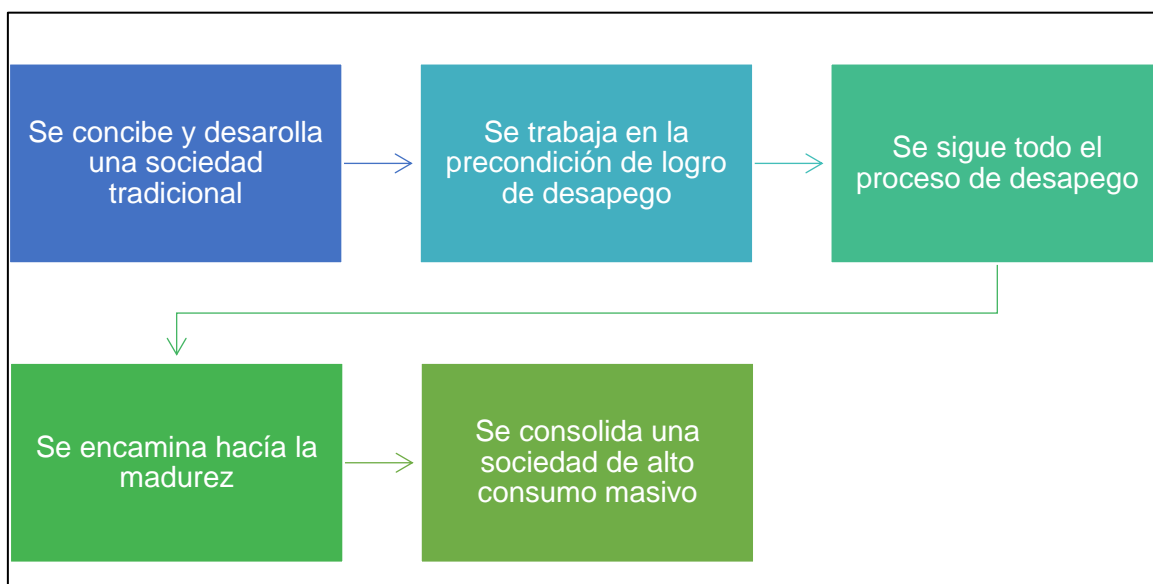 Se concibe y desarolla
una sociedad
tradicional
Se trabaja en la
precondición de logro
de desapego
Se sigue todo el
proceso de desapego
Se encamina hacía la
madurez
Se consolida una
sociedad de alto
consumo masivo